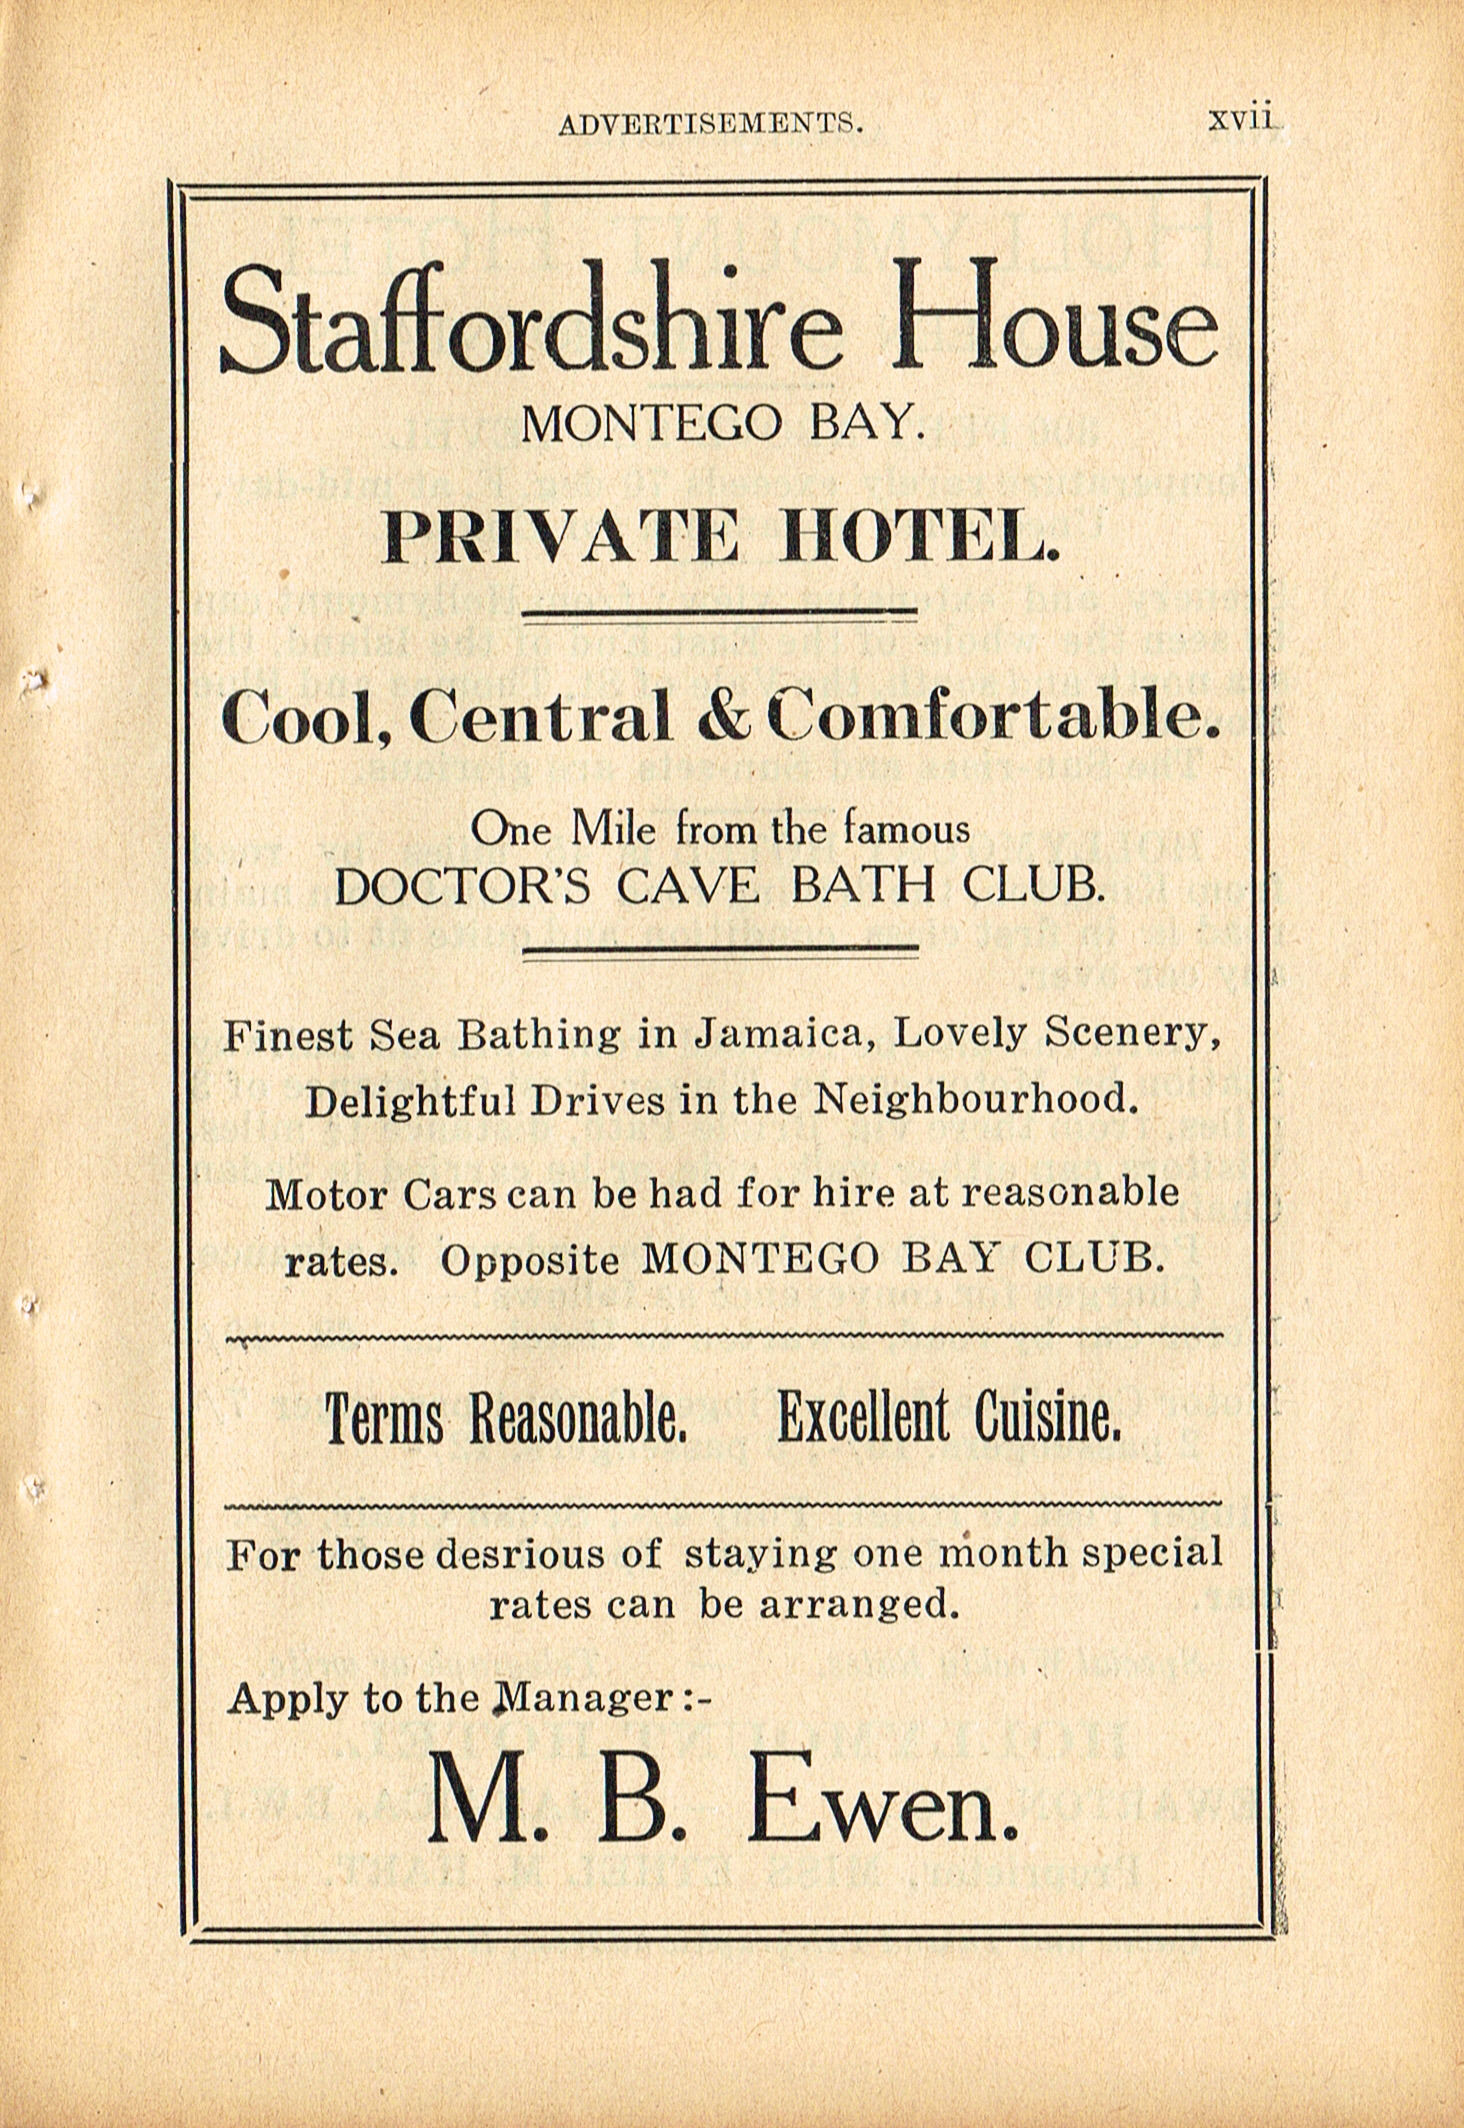 ADVERTISEMENTS. xvii
Staffordshire House
MONTEGO BAY.
PRIVATE HOTEL.
Cool, Central & Comfortable.
One Mile from the famous
DOCTOR'S CAVE BATH CLUB.
Finest Sea Bathing in Jamaica, Lovely Scenery,
Delightful Drives in the Neighbourhood.
Motor Cars can be had for hire at reasonable
rates. Opposite MONTEGO BAY CLUB.
Terms Reasonable. Excellent Cuisine.
For those desrious of staying one month special
rates can be arranged.
Apply to the Manager:-
M. B. Ewen.